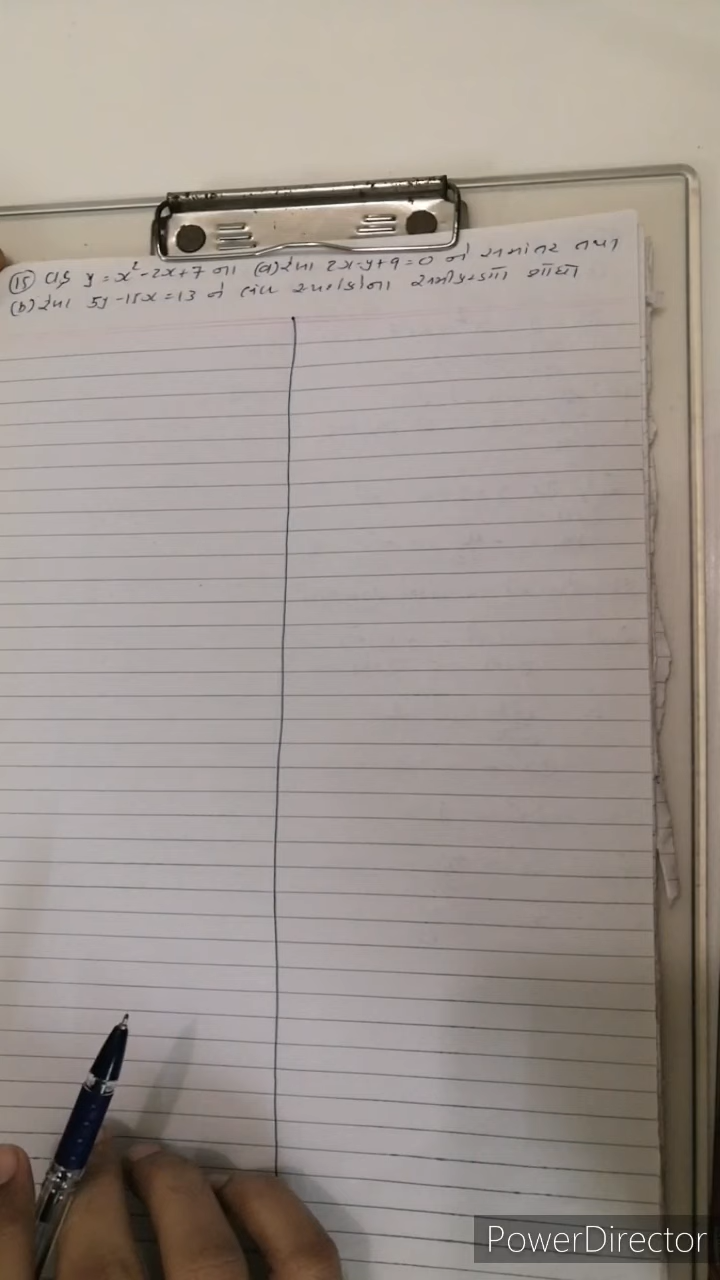 (15) વક્ર y = x² - 2x + 7 ના (a) રેખા 2x - y + 9 = 0 ને સમાંતર તથા
(b) રેખા 5y - 15x = 13 ને લંબ સ્પર્શકોના સમીકરણો શોધો
PowerDirector